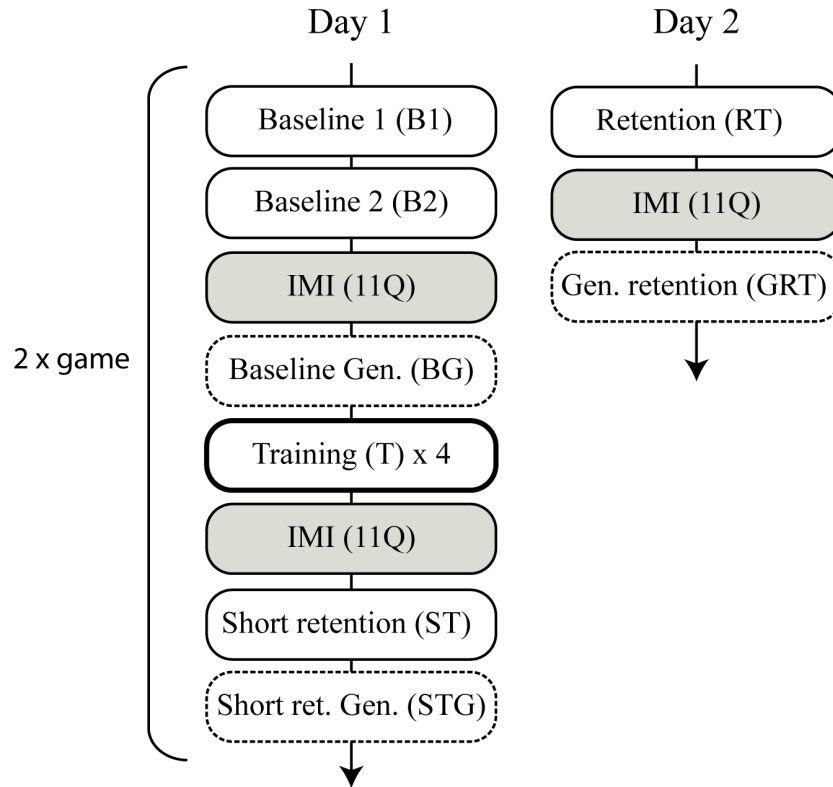 Day 1
Baseline 1 (B1)
Baseline 2 (B2)
IMI (11Q)
Baseline Gen. (BG)
2 x game
Training (T) x 4
IMI (11Q)
Short retention (ST)
Short ret. Gen. (STG)
Day 2
Retention (RT)
IMI (11Q)
Gen. retention (GRT)